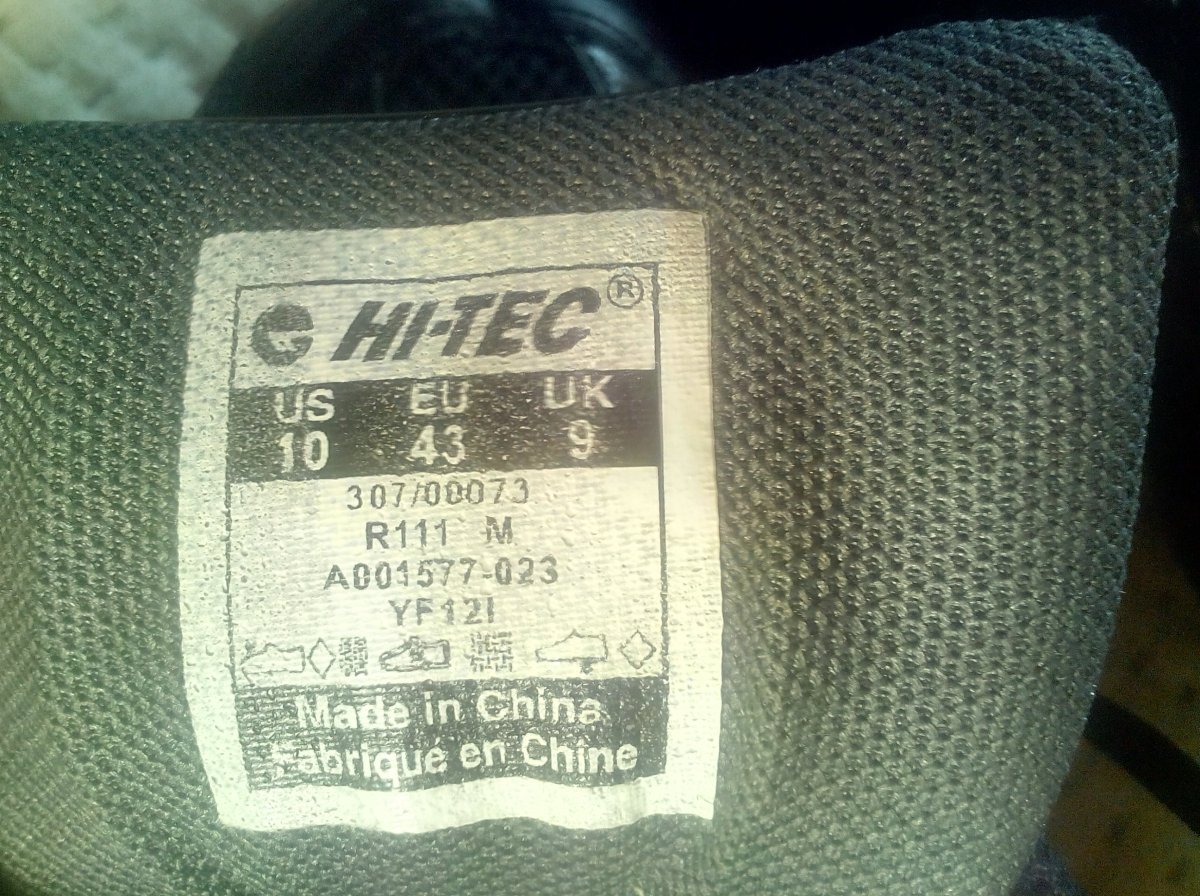 HI-TEC®
US EU UK
10 43 9
307/00073
R111 M
A001577-023
YF12I
Made in China
Fabriqué en Chine